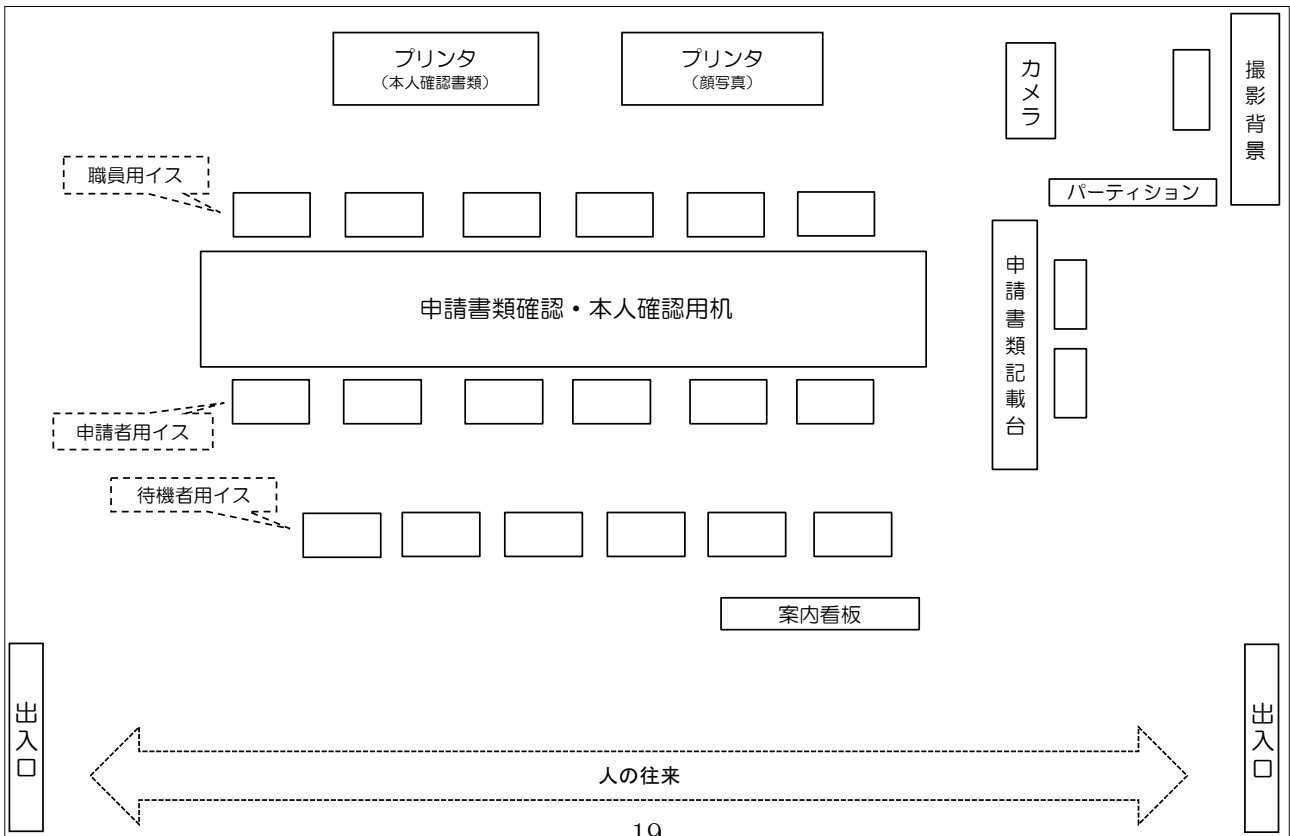 プリンタ
（本人確認書類）
プリンタ
（顔写真）
カメラ
撮影背景
職員用イス
パーティション
申請書類確認・本人確認用机
申請書類記載台
申請者用イス
待機者用イス
案内看板
出入口
人の往来
出入口
19